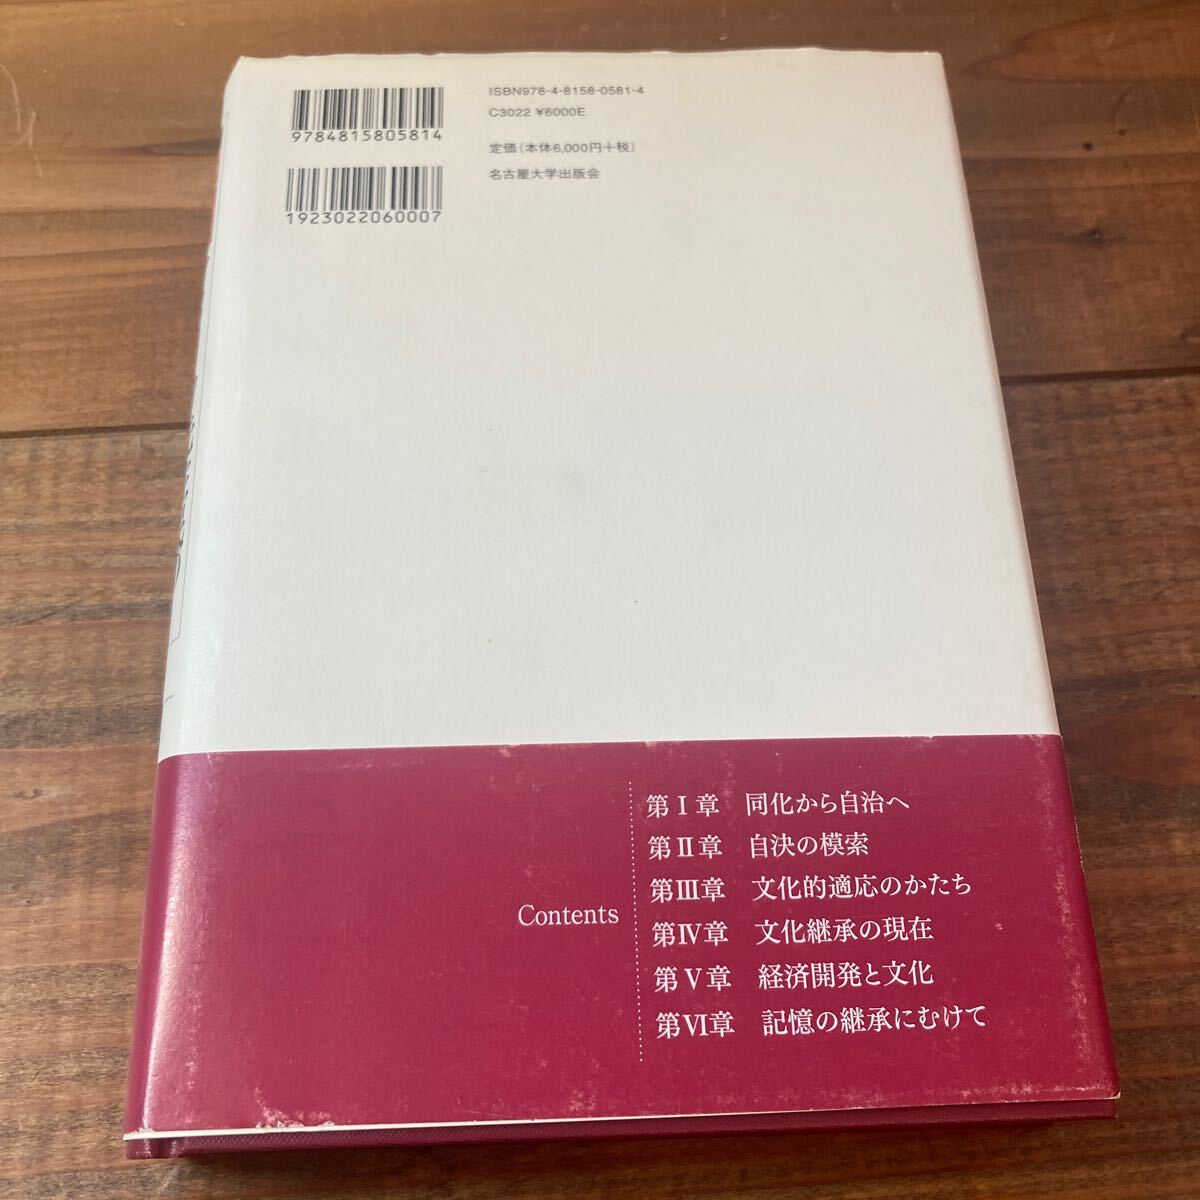 ISBN978-4-8158-0581-4
C3022 ¥6000E
9784815805814
定価(本体6,000円+税)
名古屋大学出版会
1923022060007
Contents
第Ⅰ章 同化から自治へ
第Ⅱ章 自決の模索
第Ⅲ章 文化的適応のかたち
第Ⅳ章 文化継承の現在
第Ⅴ章 経済開発と文化
第Ⅵ章 記憶の継承にむけて